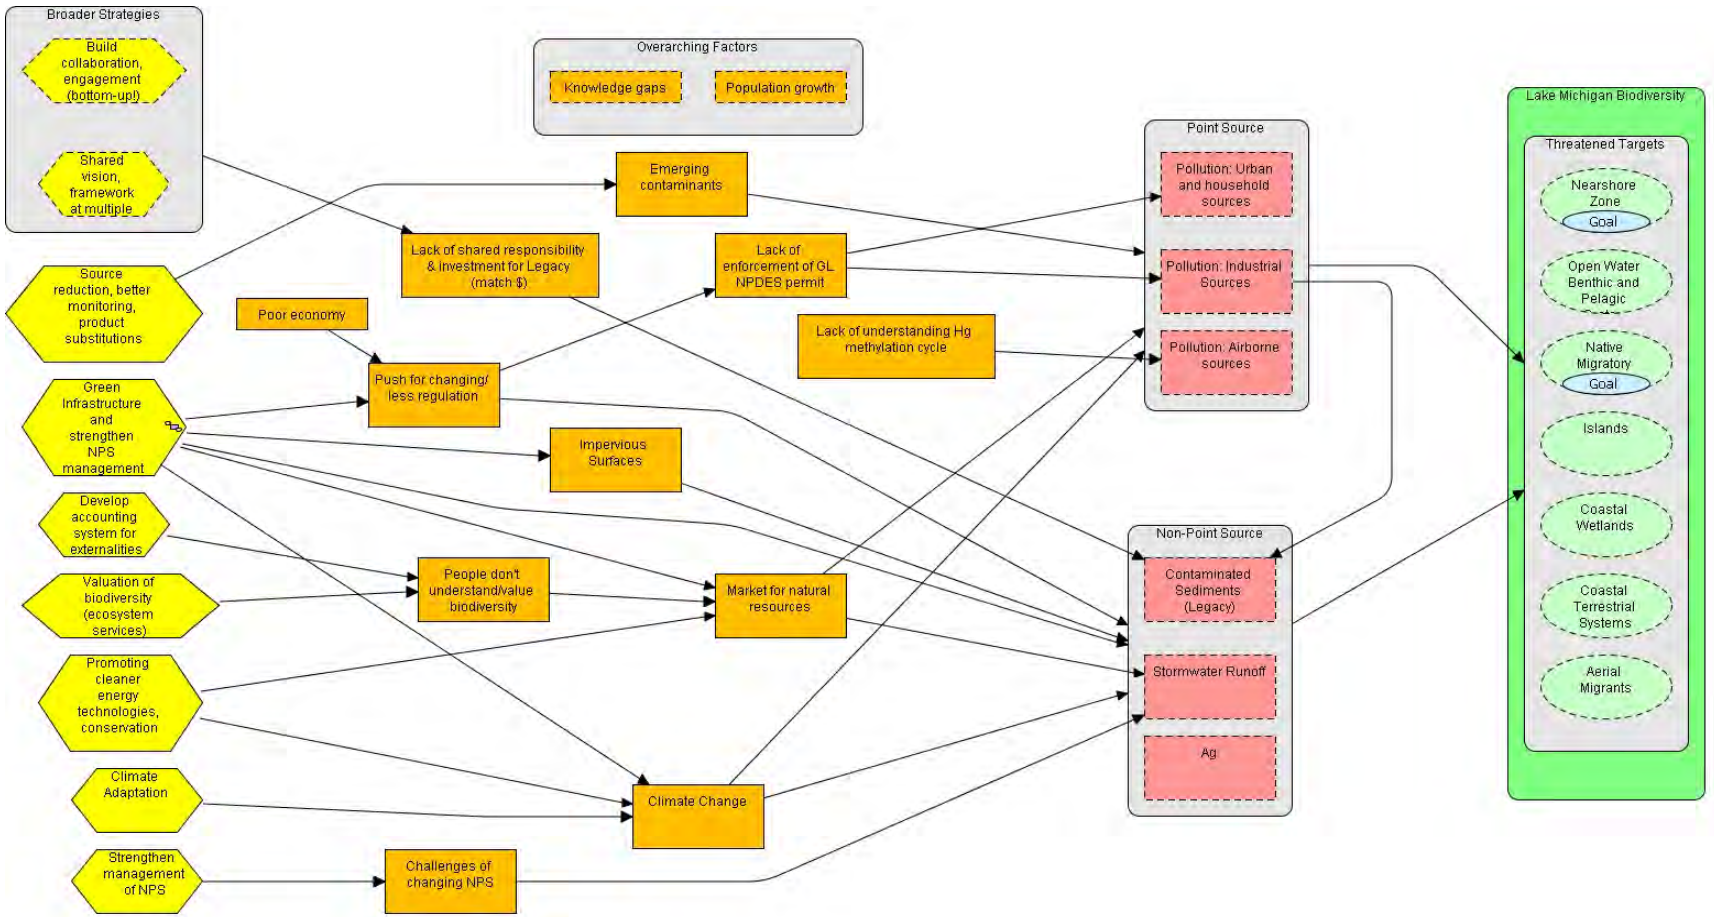 Broader Strategies
Build
collaboration,
engagement
(bottom-up!)
Shared
vision,
framework
at multiple
Source
reduction, better
monitoring,
product
substitutions
Green
Infrastructure
and
strengthen
NPS
management
Develop
accounting
system for
externalities
Valuation of
biodiversity
(ecosystem
services)
Promoting
cleaner
energy
technologies,
conservation
Climate
Adaptation
Strengthen
management
of NPS
Overarching Factors
Knowledge gaps
Population growth
Emerging
contaminants
Lack of shared responsibility
& Investment for Legacy
(match $)
Lack of
enforcement of GL
NPDES permit
Poor economy
Lack of understanding Hg
methylation cycle
Push for changing/
less regulation
Impervious
Surfaces
People don't
understand/value
biodiversity
Market for natural
resources
Climate Change
Challenges of
changing NPS
Point Source
Pollution: Urban
and household
sources
Pollution: Industrial
Sources
Pollution: Airborne
sources
Non-Point Source
Contaminated
Sediments
(Legacy)
Stormwater Runoff
Ag
Lake Michigan Biodiversity
Threatened Targets
Nearshore
Zone
Goal
Open Water
Benthic and
Pelagic
Native
Migratory
Goal
Islands
Coastal
Wetlands
Coastal
Terrestrial
Systems
Aerial
Migrants